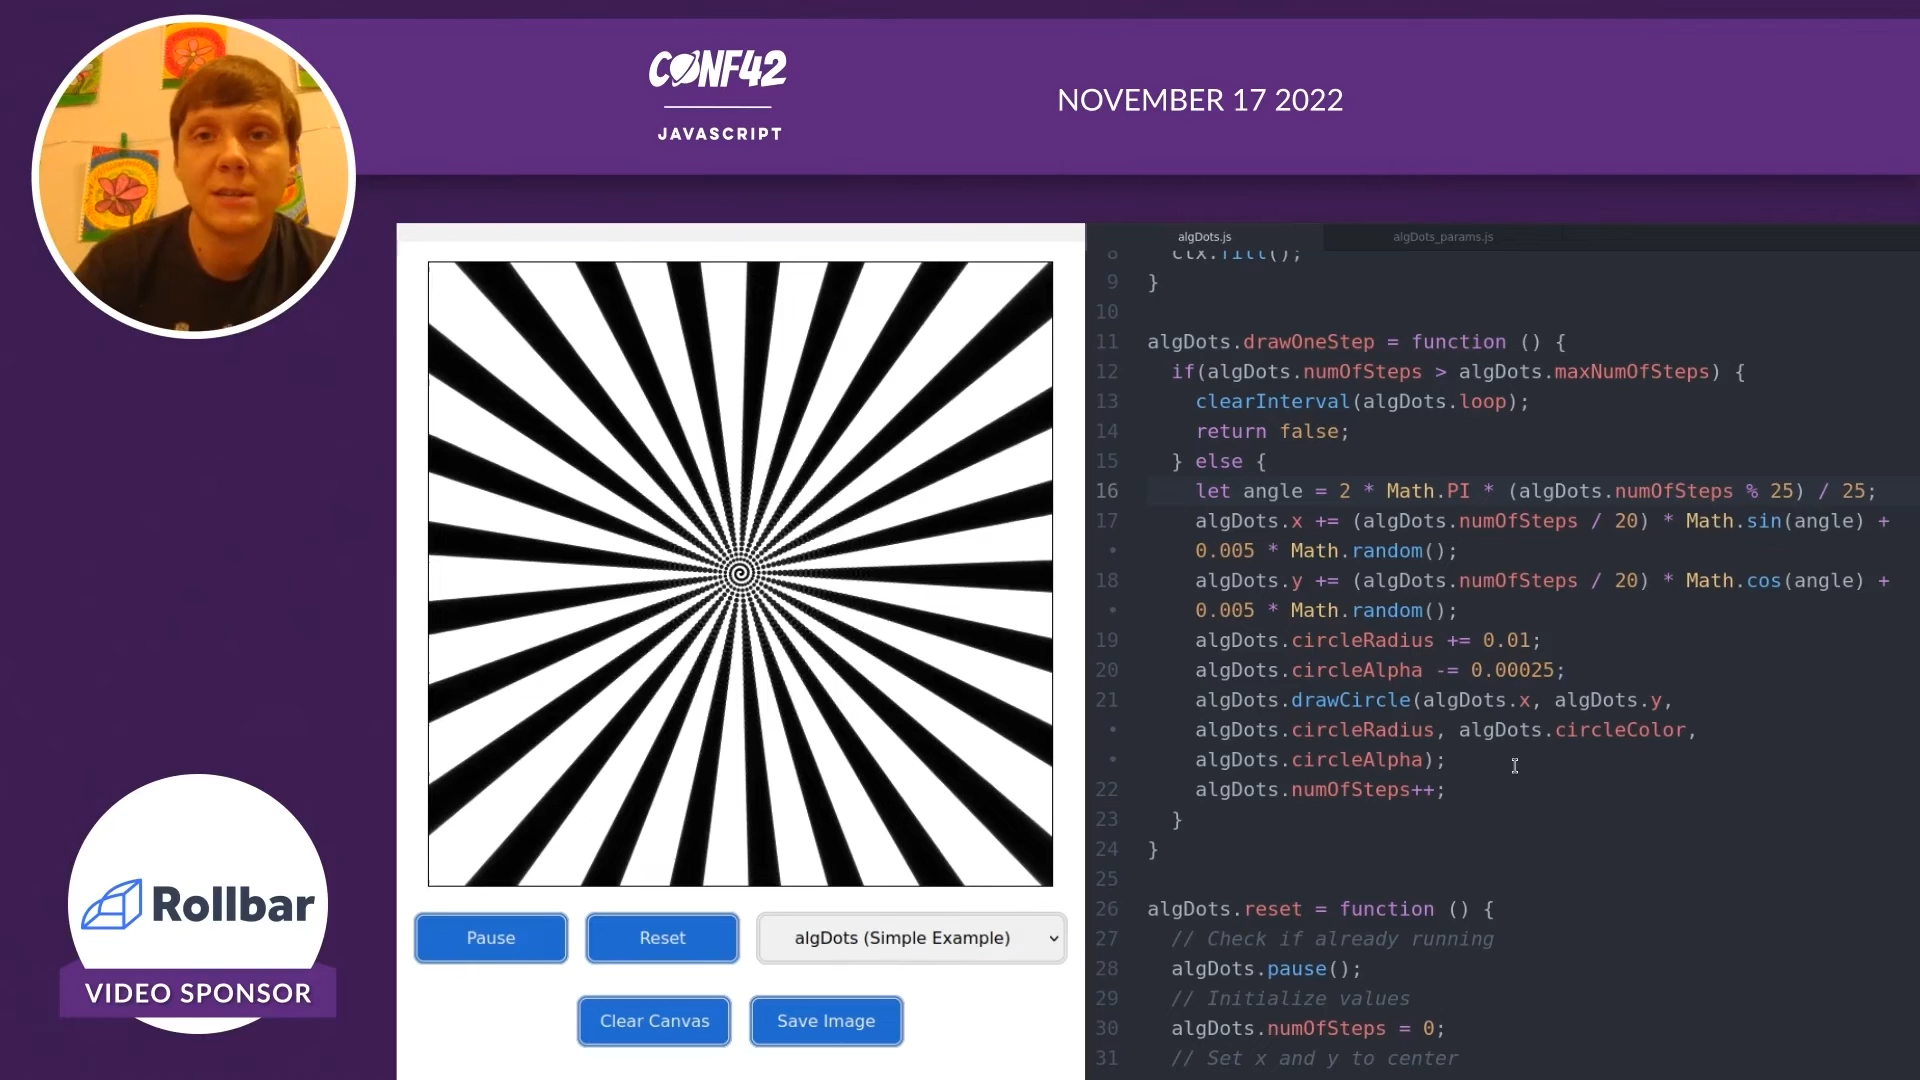 CONF42
JAVASCRIPT
NOVEMBER 17 2022
algDots.js
algDots_params.js
8 ctx.fill();
9 }
10
11 algDots.drawOneStep = function () {
12 if(algDots.numOfSteps > algDots.maxNumOfSteps) {
13 clearInterval(algDots.loop);
14 return false;
15 } else {
16 let angle = 2 * Math.PI * (algDots.numOfSteps % 25) / 25;
17 algDots.x += (algDots.numOfSteps / 20) * Math.sin(angle) +
• 0.005 * Math.random();
18 algDots.y += (algDots.numOfSteps / 20) * Math.cos(angle) +
• 0.005 * Math.random();
19 algDots.circleRadius += 0.01;
20 algDots.circleAlpha -= 0.00025;
21 algDots.drawCircle(algDots.x, algDots.y,
• algDots.circleRadius, algDots.circleColor,
• algDots.circleAlpha);
22 algDots.numOfSteps++;
23 }
24 }
25
26 algDots.reset = function () {
27 // Check if already running
28 algDots.pause();
29 // Initialize values
30 algDots.numOfSteps = 0;
31 // Set x and y to center
Pause
Reset
algDots (Simple Example)
Clear Canvas
Save Image
Rollbar
VIDEO SPONSOR